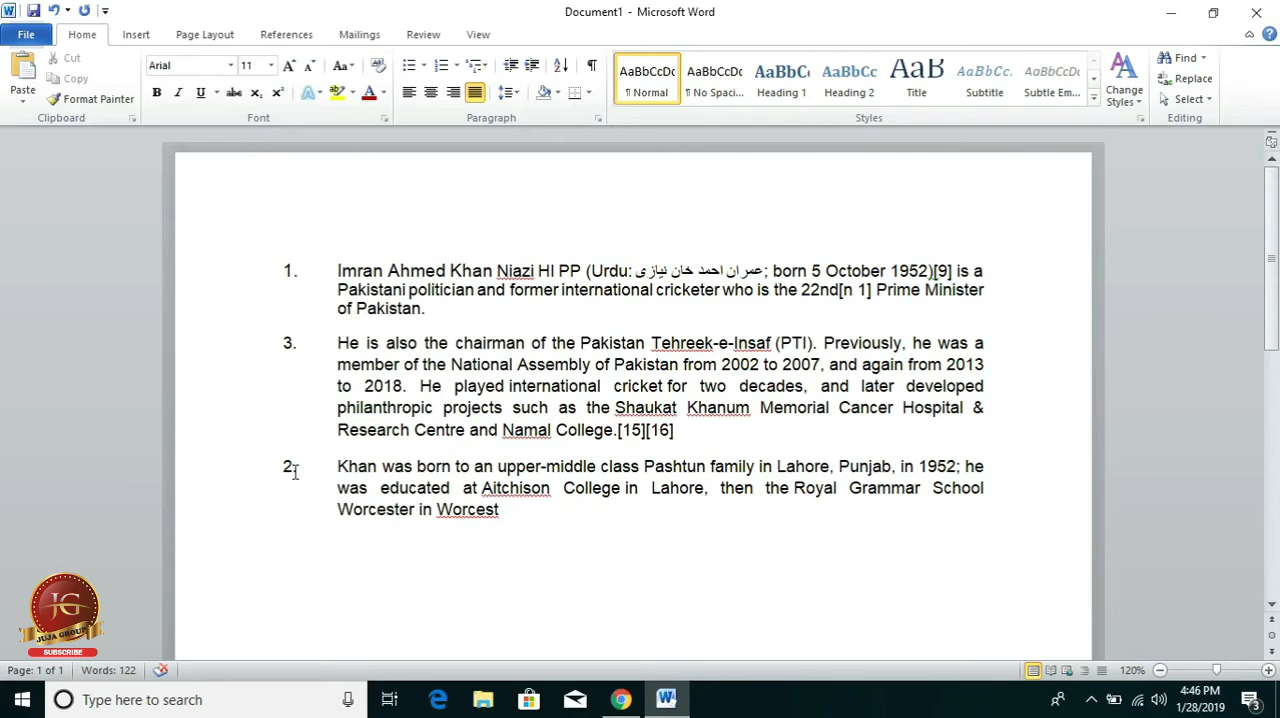 Document1 - Microsoft Word
File Home Insert Page Layout References Mailings Review View
Paste
Cut
Copy
Format Painter
Clipboard
Arial 11
Font
Paragraph
AaBbCcDc AaBbCcDc AaBbC AaBbCc AaB AaBbCc. AaBbCcDc
¶ Normal ¶ No Spaci... Heading 1 Heading 2 Title Subtitle Subtle Em...
Change Styles
Styles
Find
Replace
Select
Editing
1. Imran Ahmed Khan Niazi HI PP (Urdu: عمران احمد خان نیازی; born 5 October 1952)[9] is a
Pakistani politician and former international cricketer who is the 22nd[n 1] Prime Minister
of Pakistan.
3. He is also the chairman of the Pakistan Tehreek-e-Insaf (PTI). Previously, he was a
member of the National Assembly of Pakistan from 2002 to 2007, and again from 2013
to 2018. He played international cricket for two decades, and later developed
philanthropic projects such as the Shaukat Khanum Memorial Cancer Hospital &
Research Centre and Namal College.[15][16]
2. Khan was born to an upper-middle class Pashtun family in Lahore, Punjab, in 1952; he
was educated at Aitchison College in Lahore, then the Royal Grammar School
Worcester in Worcest
JG
JUJA GROUP
SUBSCRIBE
Page: 1 of 1 Words: 122 120%
Type here to search
4:46 PM
1/28/2019
3